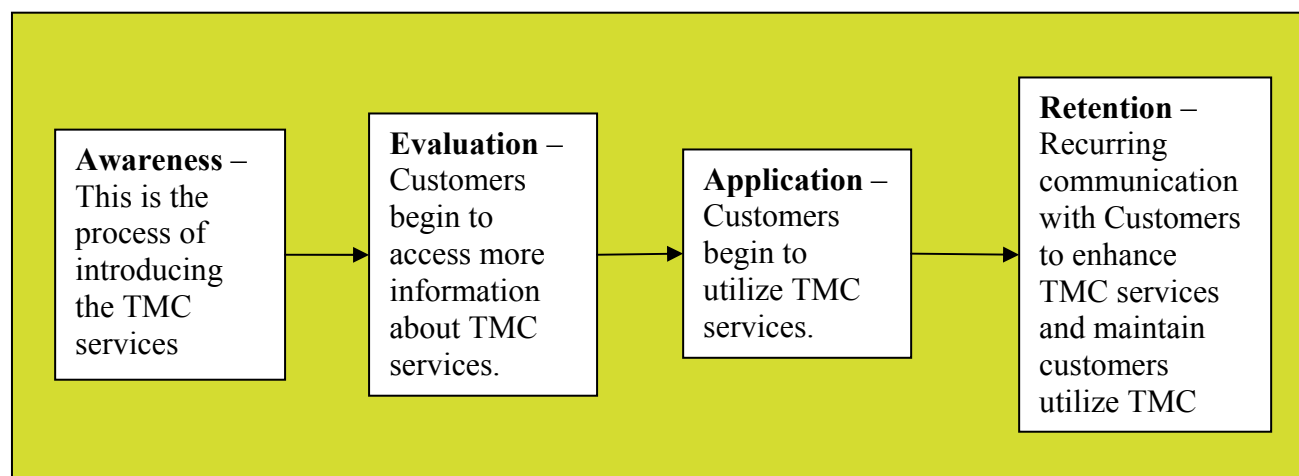 Awareness –
This is the
process of
introducing
the TMC
services
Evaluation –
Customers
begin to
access more
information
about TMC
services.
Application –
Customers
begin to
utilize TMC
services.
Retention –
Recurring
communication
with Customers
to enhance
TMC services
and maintain
customers
utilize TMC